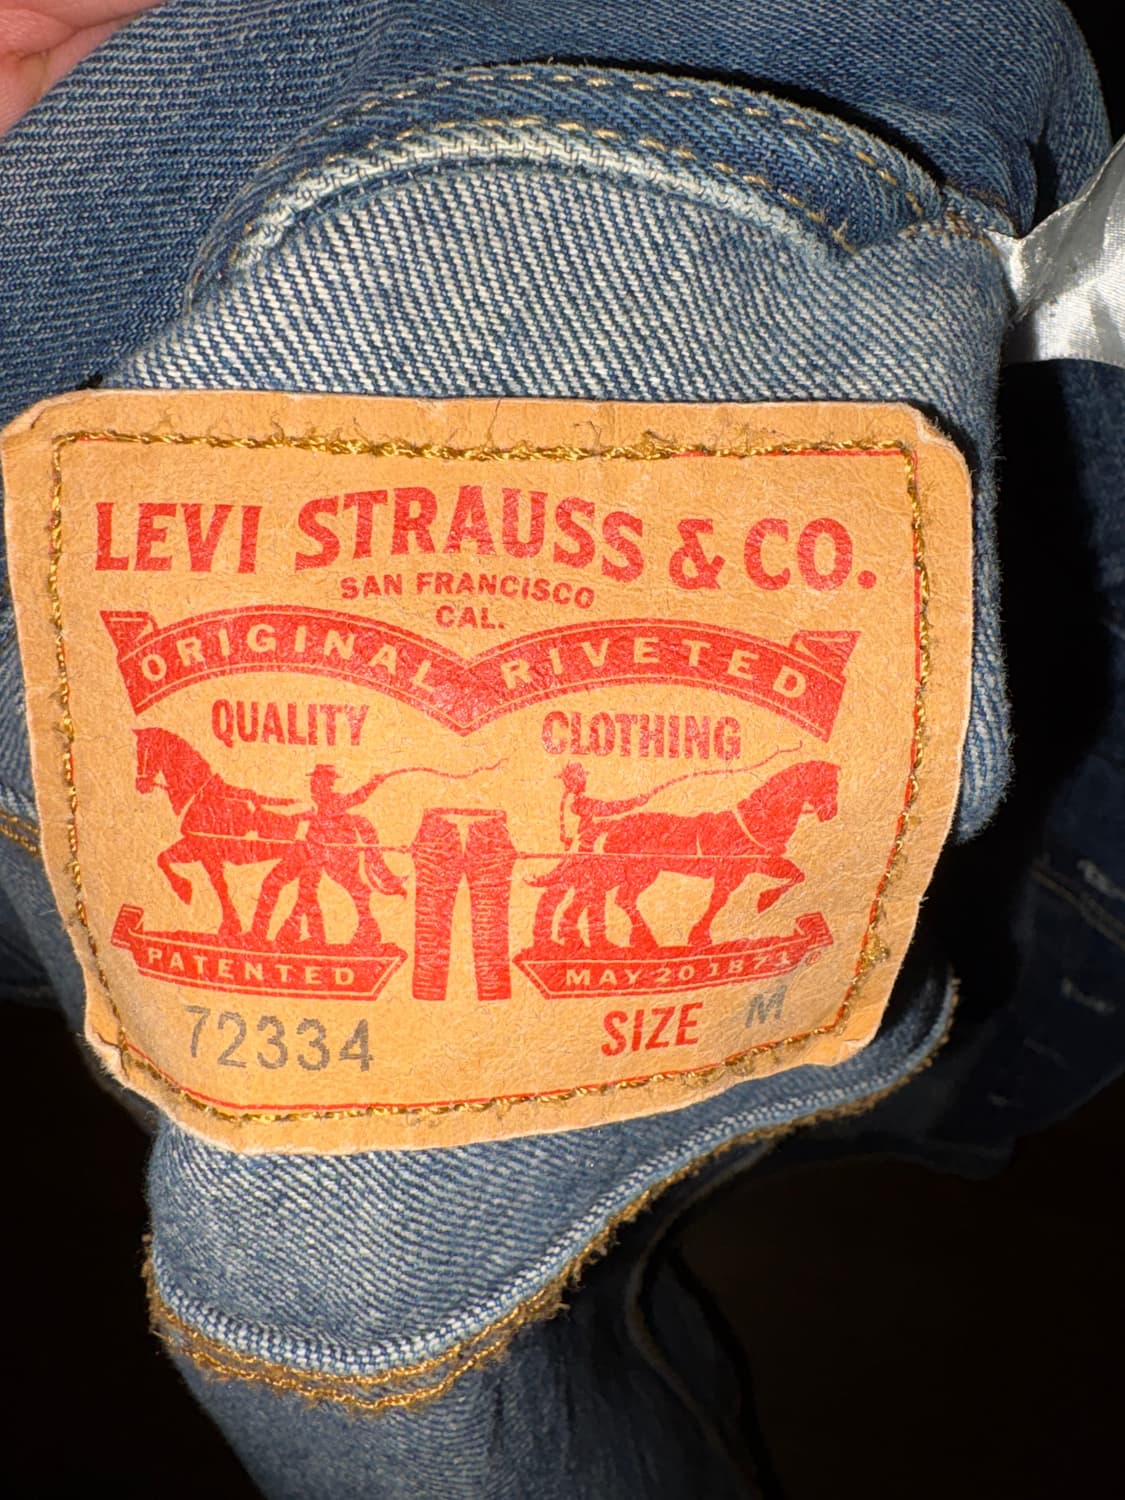 LEVI STRAUSS & CO.
SAN FRANCISCO
CAL.
ORIGINAL RIVETED
QUALITY CLOTHING
PATENTED MAY 20 1873
72334 SIZE M